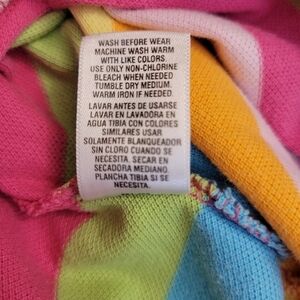 WASH BEFORE WEAR
MACHINE WASH WARM
WITH LIKE COLORS.
USE ONLY NON-CHLORINE
BLEACH WHEN NEEDED
TUMBLE DRY MEDIUM.
WARM IRON IF NEEDED.
LAVAR ANTES DE USARSE
LAVAR EN LAVADORA EN
AGUA TIBIA CON COLORES
SIMILARES USAR
SOLAMENTE BLANQUEADOR
SIN CLORO CUANDO SE
NECESITA. SECAR EN
SECADORA MEDIANO.
PLANCHA TIBIA SI SE
NECESITA.